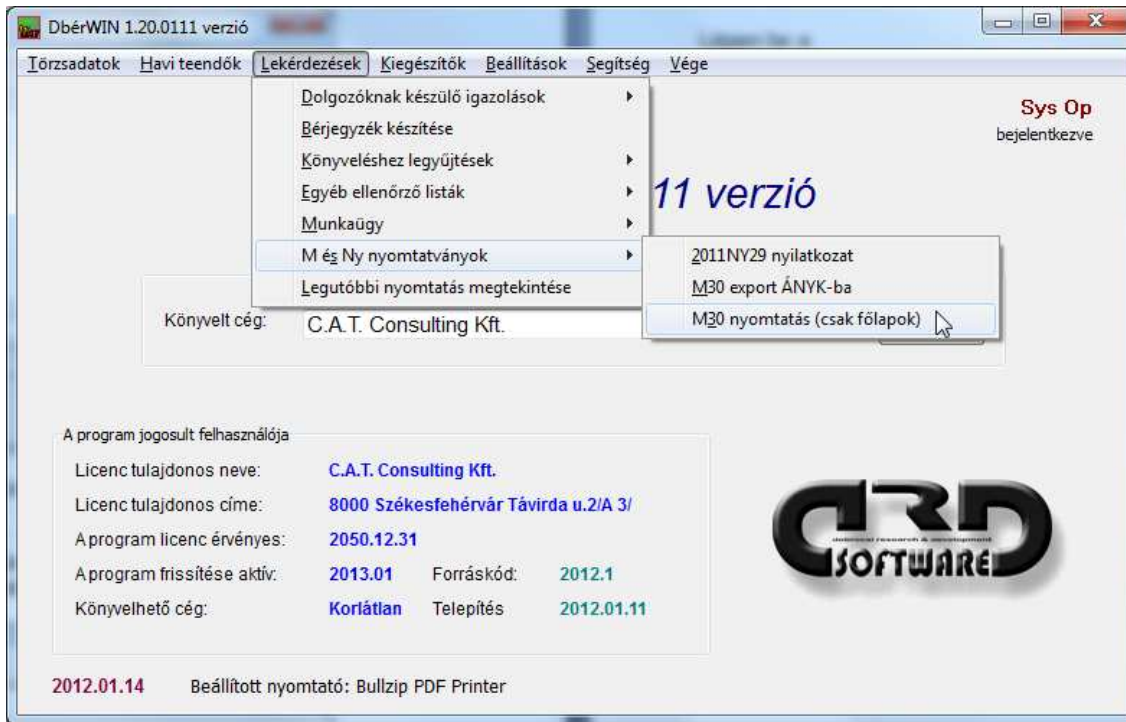 DbérWIN 1.20.0111 verzió
Törzsadatok Havi teendők Lekérdezések Kiegészítők Beállítások Segítség Vége
Dolgozóknak készülő igazolások
Bérjegyzék készítése
Könyveléshez legyűjtések
Egyéb ellenőrző listák
Munkaügy
M és Ny nyomtatványok
Legutóbbi nyomtatás megtekintése
Sys Op
bejelentkezve
11 verzió
2011NY29 nyilatkozat
M30 export ÁNYK-ba
M30 nyomtatás (csak főlapok)
Könyvelt cég: C.A.T. Consulting Kft.
A program jogosult felhasználója
Licenc tulajdonos neve: C.A.T. Consulting Kft.
Licenc tulajdonos címe: 8000 Székesfehérvár Távirda u.2/A 3/
A program licenc érvényes: 2050.12.31
A program frissítése aktív: 2013.01 Forráskód: 2012.1
Könyvelhető cég: Korlátlan Telepítés 2012.01.11
DRD
dobrocsi research & development
SOFTWARE
2012.01.14 Beállított nyomtató: Bullzip PDF Printer